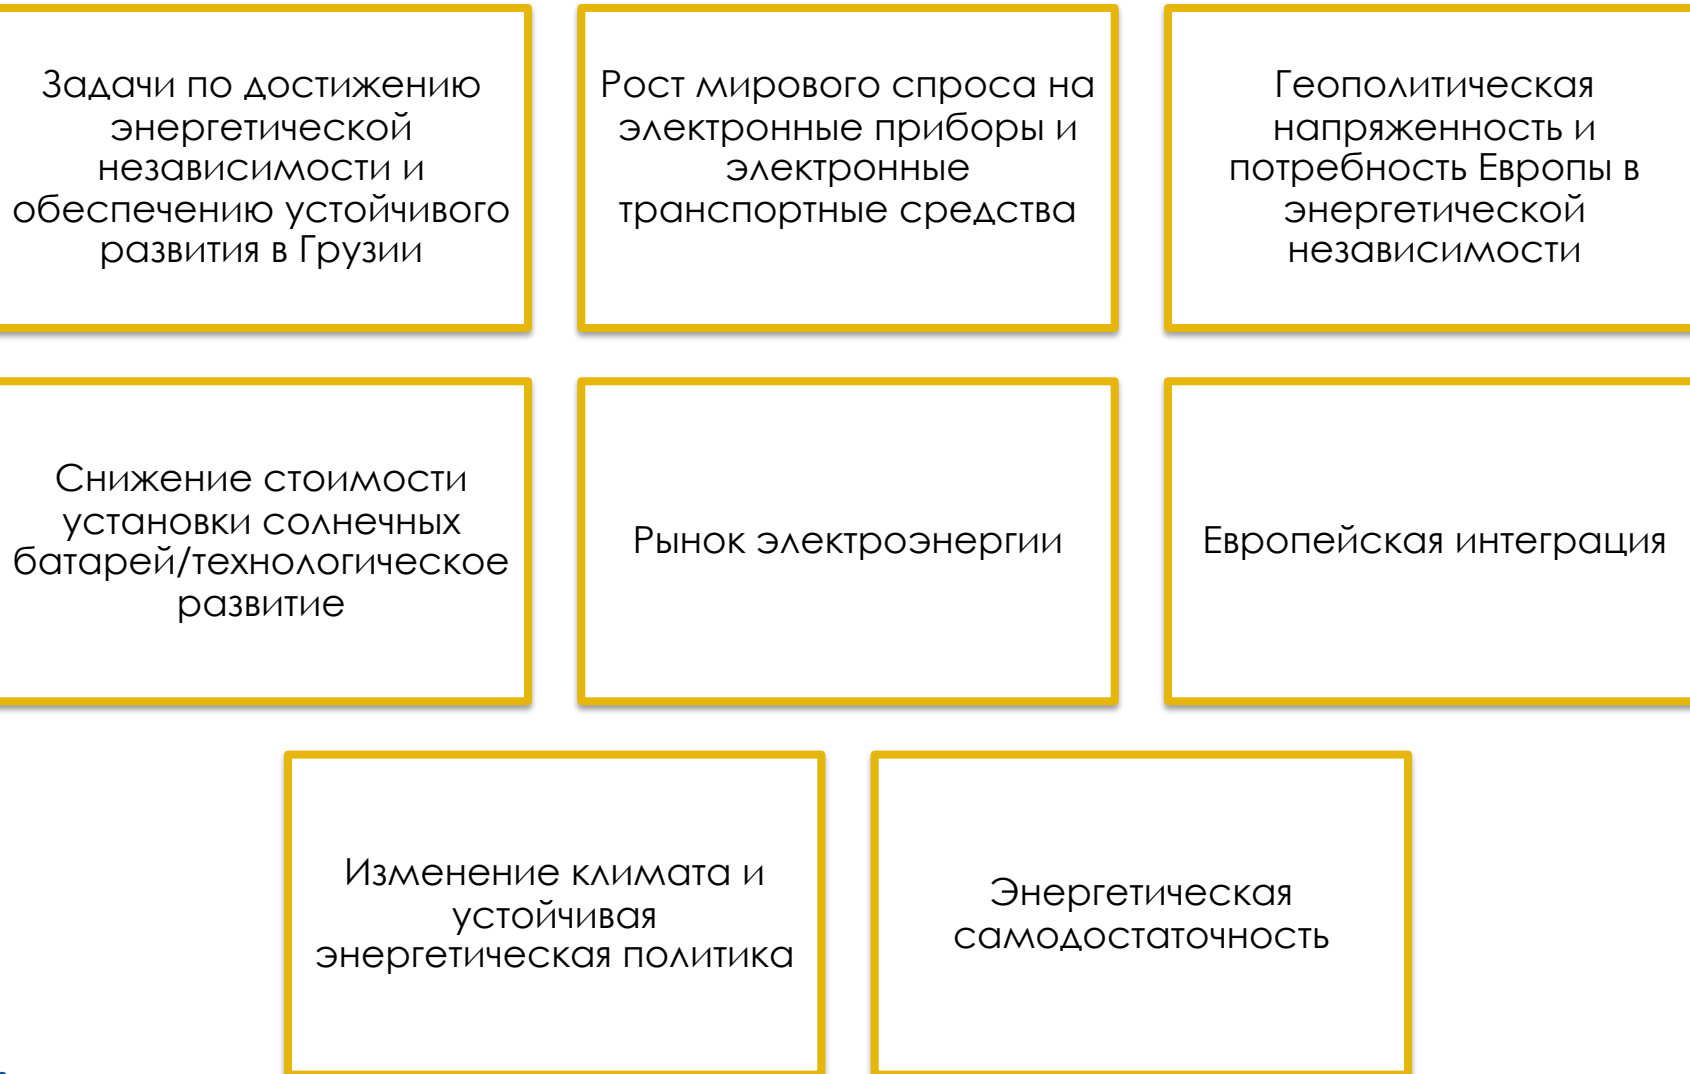 Задачи по достижению
энергетической
независимости и
обеспечению устойчивого
развития в Грузии
Рост мирового спроса на
электронные приборы и
электронные
транспортные средства
Геополитическая
напряженность и
потребность Европы в
энергетической
независимости
Снижение стоимости
установки солнечных
батарей/технологическое
развитие
Рынок электроэнергии
Европейская интеграция
Изменение климата и
устойчивая
энергетическая политика
Энергетическая
самодостаточность